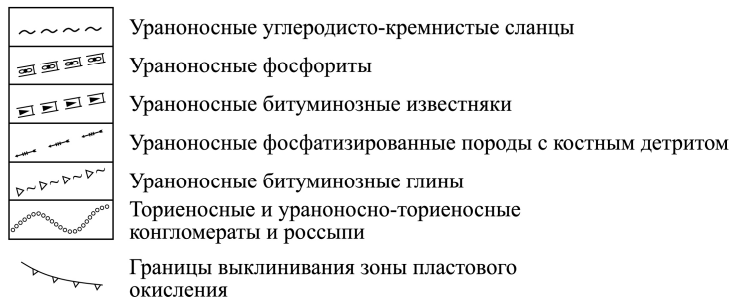 Ураноносные углеродисто-кремнистые сланцы
Ураноносные фосфориты
Ураноносные битуминозные известняки
Ураноносные фосфатизированные породы с костным детритом
Ураноносные битуминозные глины
Ториеносные и ураноносно-ториеносные
конгломераты и россыпи
Границы выклинивания зоны пластового
окисления